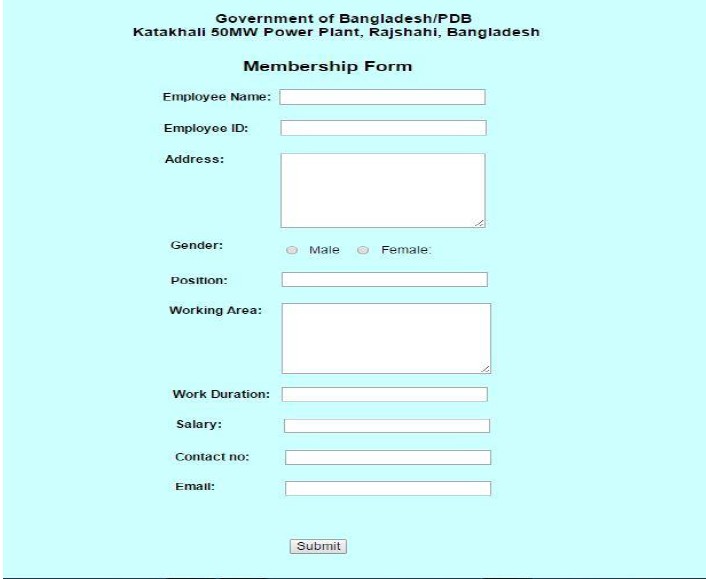 Government of Bangladesh/PDB
Katakhali 50MW Power Plant, Rajshahi, Bangladesh
Membership Form
Employee Name:
Employee ID:
Address:
Gender:
Male Female:
Position:
Working Area:
Work Duration:
Salary:
Contact no:
Email:
Submit